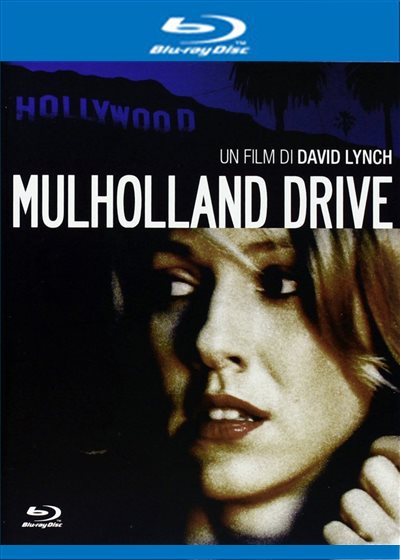 Blu-ray Disc
HOLLYWOOD
UN FILM DI DAVID LYNCH
MULHOLLAND DRIVE
Blu-ray Disc